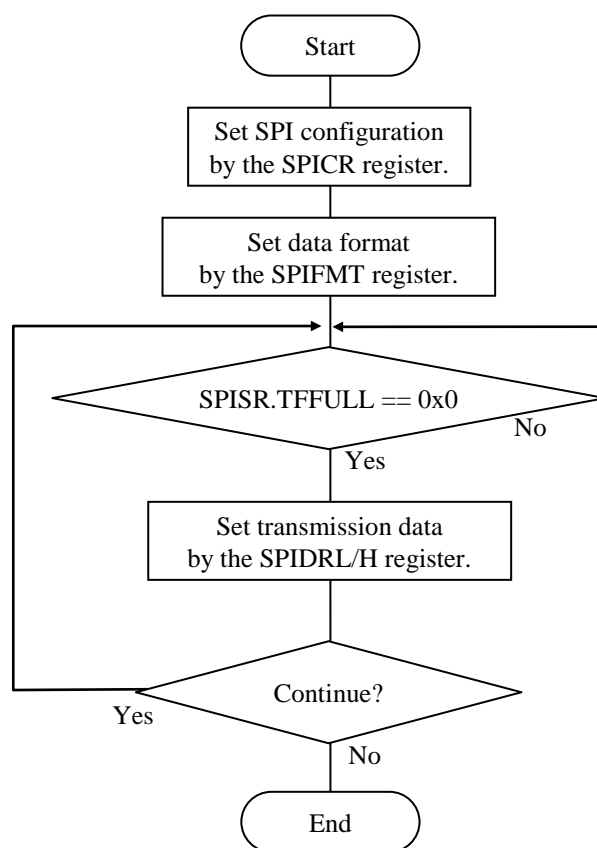 Start
Set SPI configuration
by the SPICR register.
Set data format
by the SPIFMT register.
SPISR.TFFULL == 0x0
No
Yes
Set transmission data
by the SPIDRL/H register.
Continue?
Yes
No
End